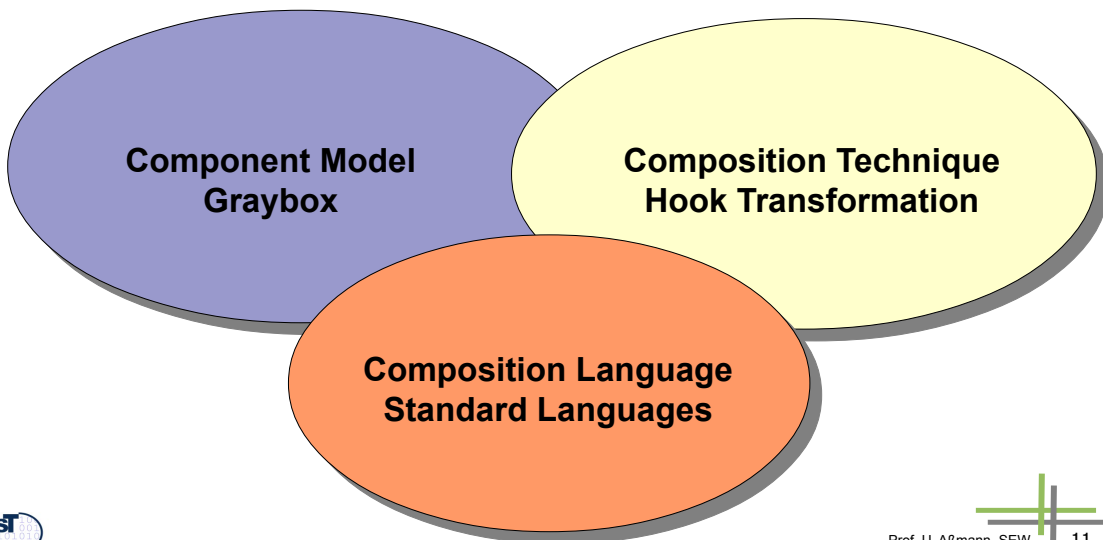 Component Model
Graybox
Composition Technique
Hook Transformation
Composition Language
Standard Languages
Prof. U. Aßmann, SEW
11